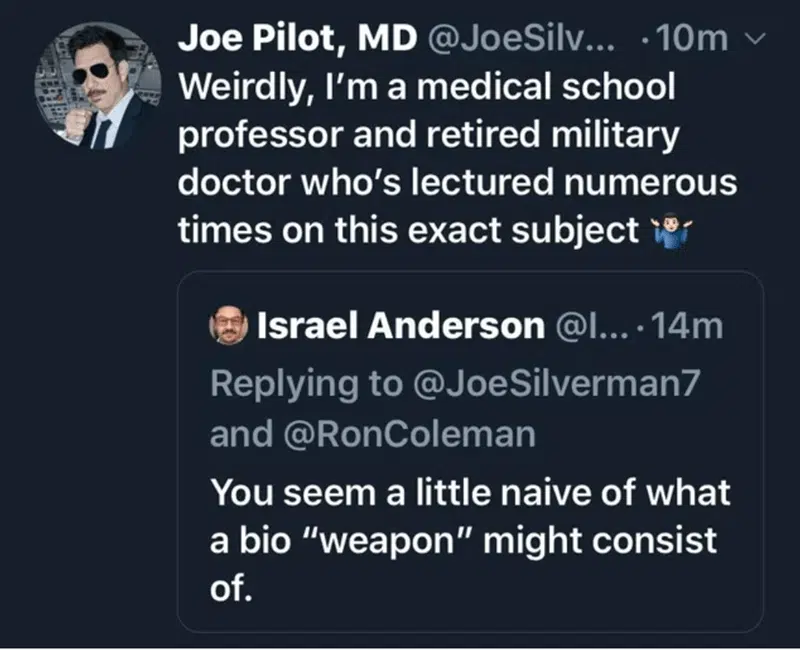 Joe Pilot, MD @JoeSilv... · 10m
Weirdly, I'm a medical school
professor and retired military
doctor who's lectured numerous
times on this exact subject 🤷🏻‍♂️
Israel Anderson @I... · 14m
Replying to @JoeSilverman7
and @RonColeman
You seem a little naive of what
a bio “weapon” might consist
of.